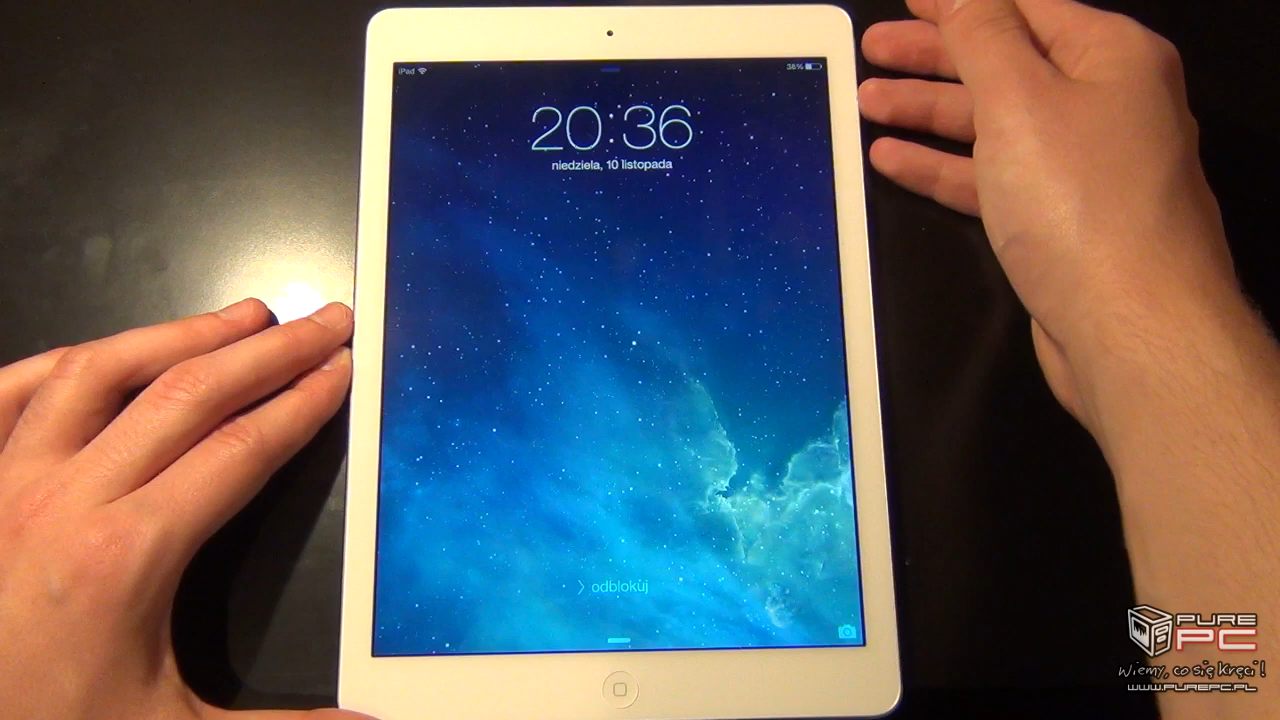 iPad
38%
20:36
niedziela, 10 listopada
odblokuj
PURE
PC
Wiemy, co się kręci!
www.purepc.pl